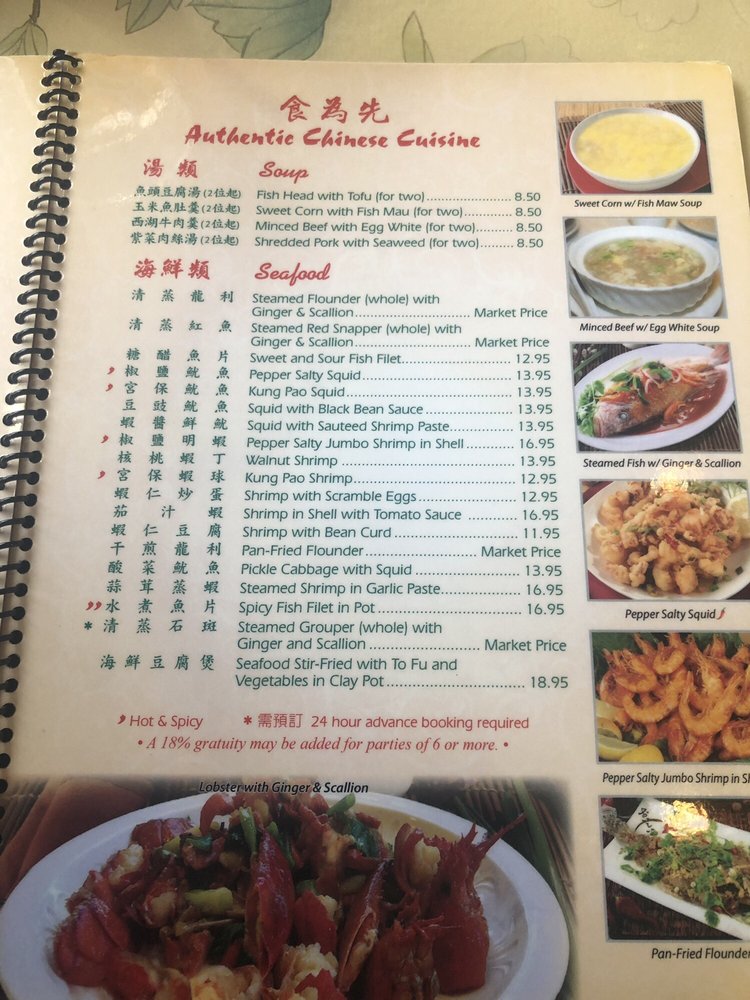 食為先
Authentic Chinese Cuisine
湯類 Soup
魚頭豆腐湯(2位起) Fish Head with Tofu (for two) 8.50
玉米魚肚羹(2位起) Sweet Corn with Fish Mau (for two) 8.50
西湖牛肉羹(2位起) Minced Beef with Egg White (for two) 8.50
紫菜肉絲湯(2位起) Shredded Pork with Seaweed (for two) 8.50
海鮮類 Seafood
清蒸龍利 Steamed Flounder (whole) with
Ginger & Scallion Market Price
清蒸紅魚 Steamed Red Snapper (whole) with
Ginger & Scallion Market Price
糖醋魚片 Sweet and Sour Fish Filet 12.95
椒鹽魷魚 Pepper Salty Squid 13.95
宮保魷魚 Kung Pao Squid 13.95
豆豉魷魚 Squid with Black Bean Sauce 13.95
蝦醬鮮魷 Squid with Sauteed Shrimp Paste 13.95
椒鹽明蝦 Pepper Salty Jumbo Shrimp in Shell 16.95
核桃蝦丁 Walnut Shrimp 13.95
宮保蝦球 Kung Pao Shrimp 12.95
蝦仁炒蛋 Shrimp with Scramble Eggs 12.95
茄汁蝦 Shrimp in Shell with Tomato Sauce 16.95
蝦仁豆腐 Shrimp with Bean Curd 11.95
干煎龍利 Pan-Fried Flounder Market Price
酸菜魷魚 Pickle Cabbage with Squid 13.95
蒜茸蒸蝦 Steamed Shrimp in Garlic Paste 16.95
水煮魚片 Spicy Fish Filet in Pot 16.95
* 清蒸石斑 Steamed Grouper (whole) with
Ginger and Scallion Market Price
海鮮豆腐煲 Seafood Stir-Fried with To Fu and
Vegetables in Clay Pot 18.95
Hot & Spicy * 需預訂 24 hour advance booking required
• A 18% gratuity may be added for parties of 6 or more. •
Lobster with Ginger & Scallion
Sweet Corn w/ Fish Maw Soup
Minced Beef w/ Egg White Soup
Steamed Fish w/ Ginger & Scallion
Pepper Salty Squid
Pepper Salty Jumbo Shrimp in Sh
Pan-Fried Flounder